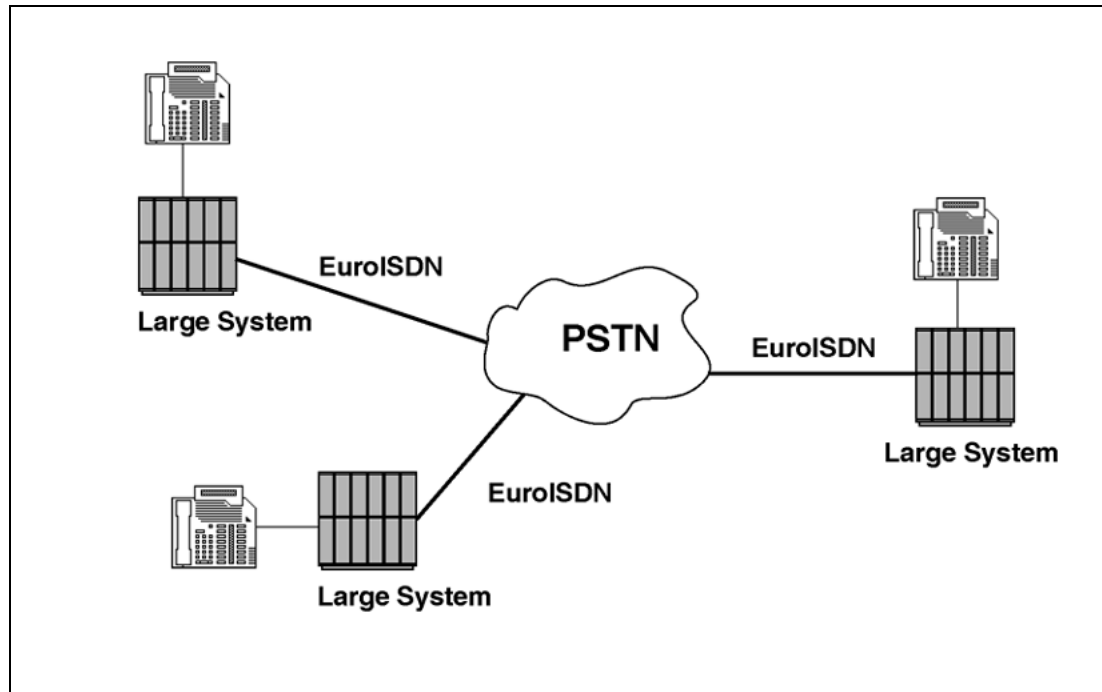 EuroISDN
Large System
PSTN
EuroISDN
Large System
EuroISDN
Large System